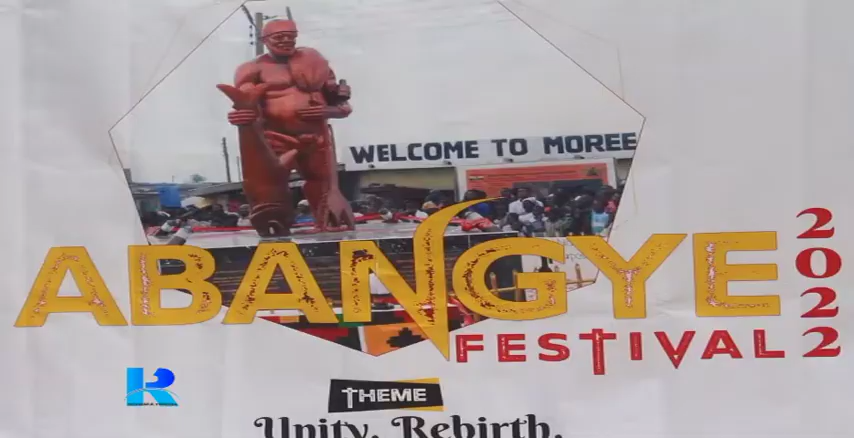 WELCOME TO MOREE
ABANGYE
2022
FESTIVAL
THEME
Unity, Rebirth,